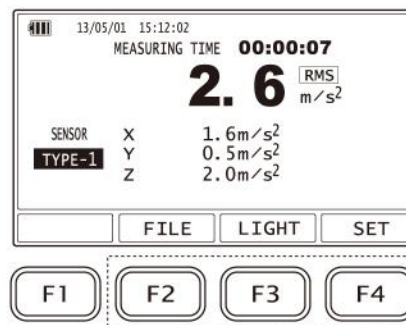 13/05/01 15:12:02
MEASURING TIME 00:00:07
2.6 RMS m/s2
SENSOR X 1.6m/s2
TYPE-1 Y 0.5m/s2
Z 2.0m/s2
FILE LIGHT SET
F1 F2 F3 F4